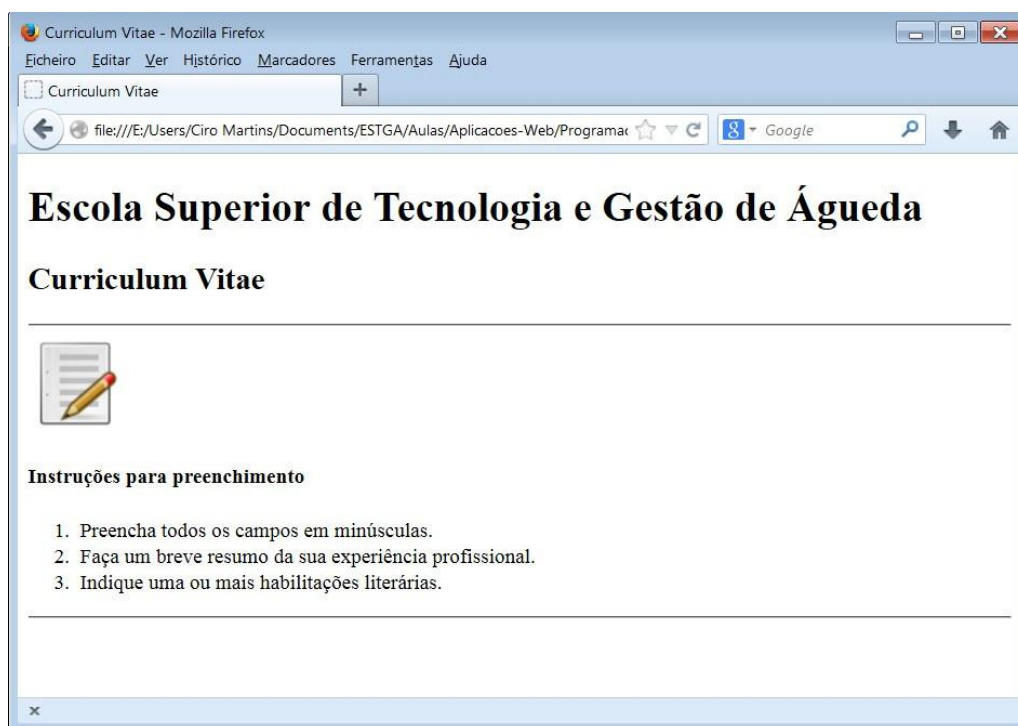 Curriculum Vitae - Mozilla Firefox
Ficheiro Editar Ver Histórico Marcadores Ferramentas Ajuda
Curriculum Vitae +
file:///E:/Users/Ciro Martins/Documents/ESTGA/Aulas/Aplicacoes-Web/Programac Google
Escola Superior de Tecnologia e Gestão de Águeda
Curriculum Vitae
Instruções para preenchimento
1. Preencha todos os campos em minúsculas.
2. Faça um breve resumo da sua experiência profissional.
3. Indique uma ou mais habilitações literárias.